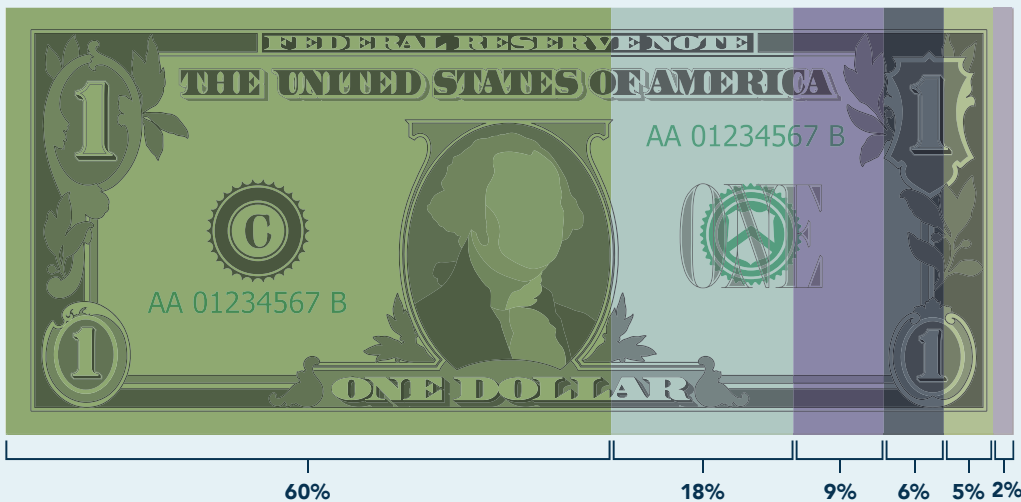 FEDERAL RESERVE NOTE
THE UNITED STATES OF AMERICA
1 1
AA 01234567 B
C ONE
AA 01234567 B
1 1
ONE DOLLAR
60% 18% 9% 6% 5% 2%